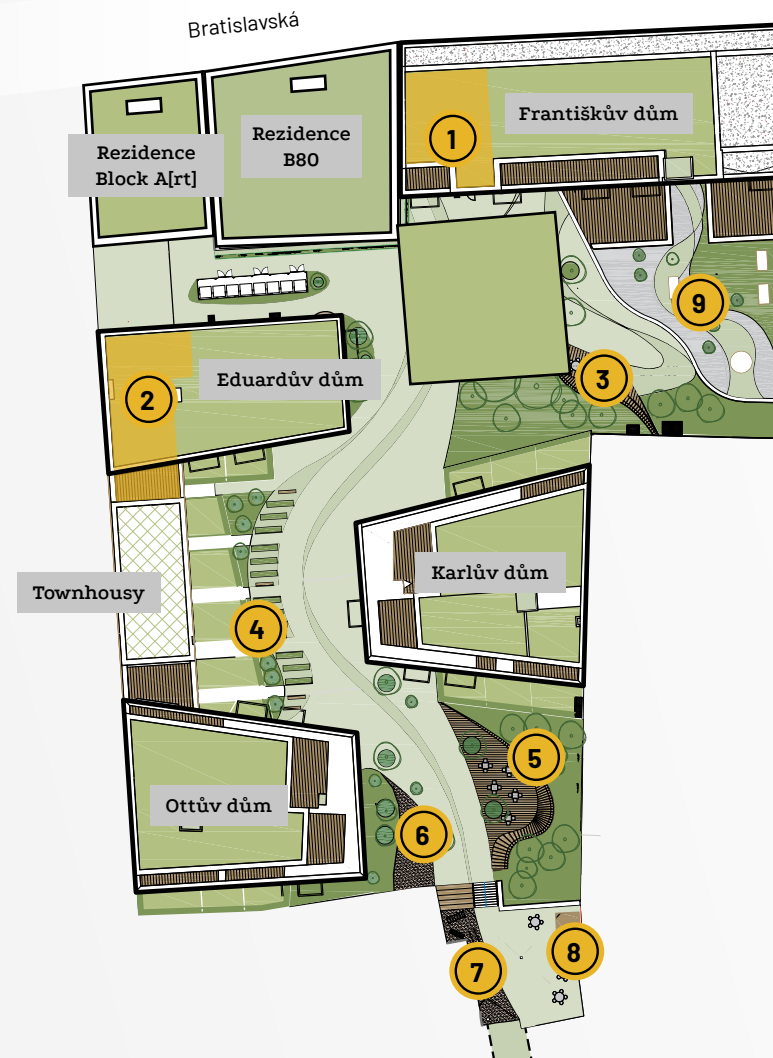 Bratislavská
Rezidence
Block A[rt]
Rezidence
B80
Františkův dům
1
9
Eduardův dům
2
3
Karlův dům
Townhousy
4
5
Ottův dům
6
7
8